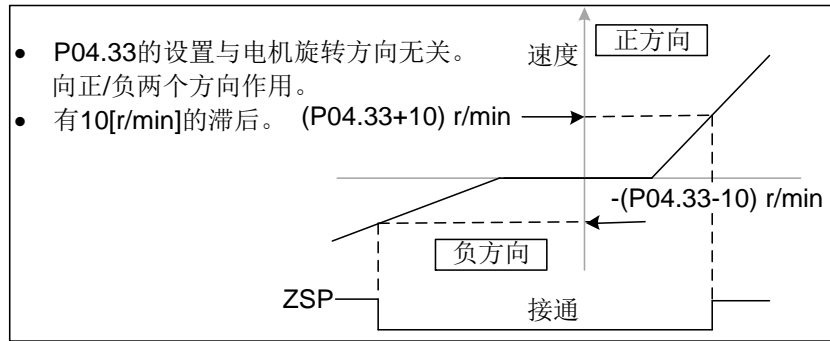 • P04.33的设置与电机旋转方向无关。
向正/负两个方向作用。
• 有10[r/min]的滞后。
速度
正方向
(P04.33+10) r/min
-(P04.33-10) r/min
负方向
ZSP
接通